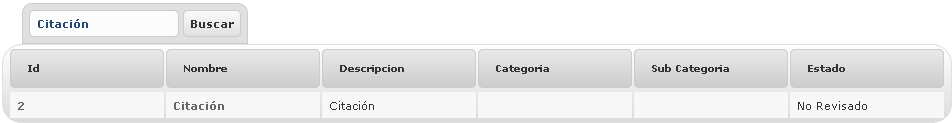 Citación Buscar
Id Nombre Descripcion Categoria Sub Categoria Estado
2 Citación Citación No Revisado